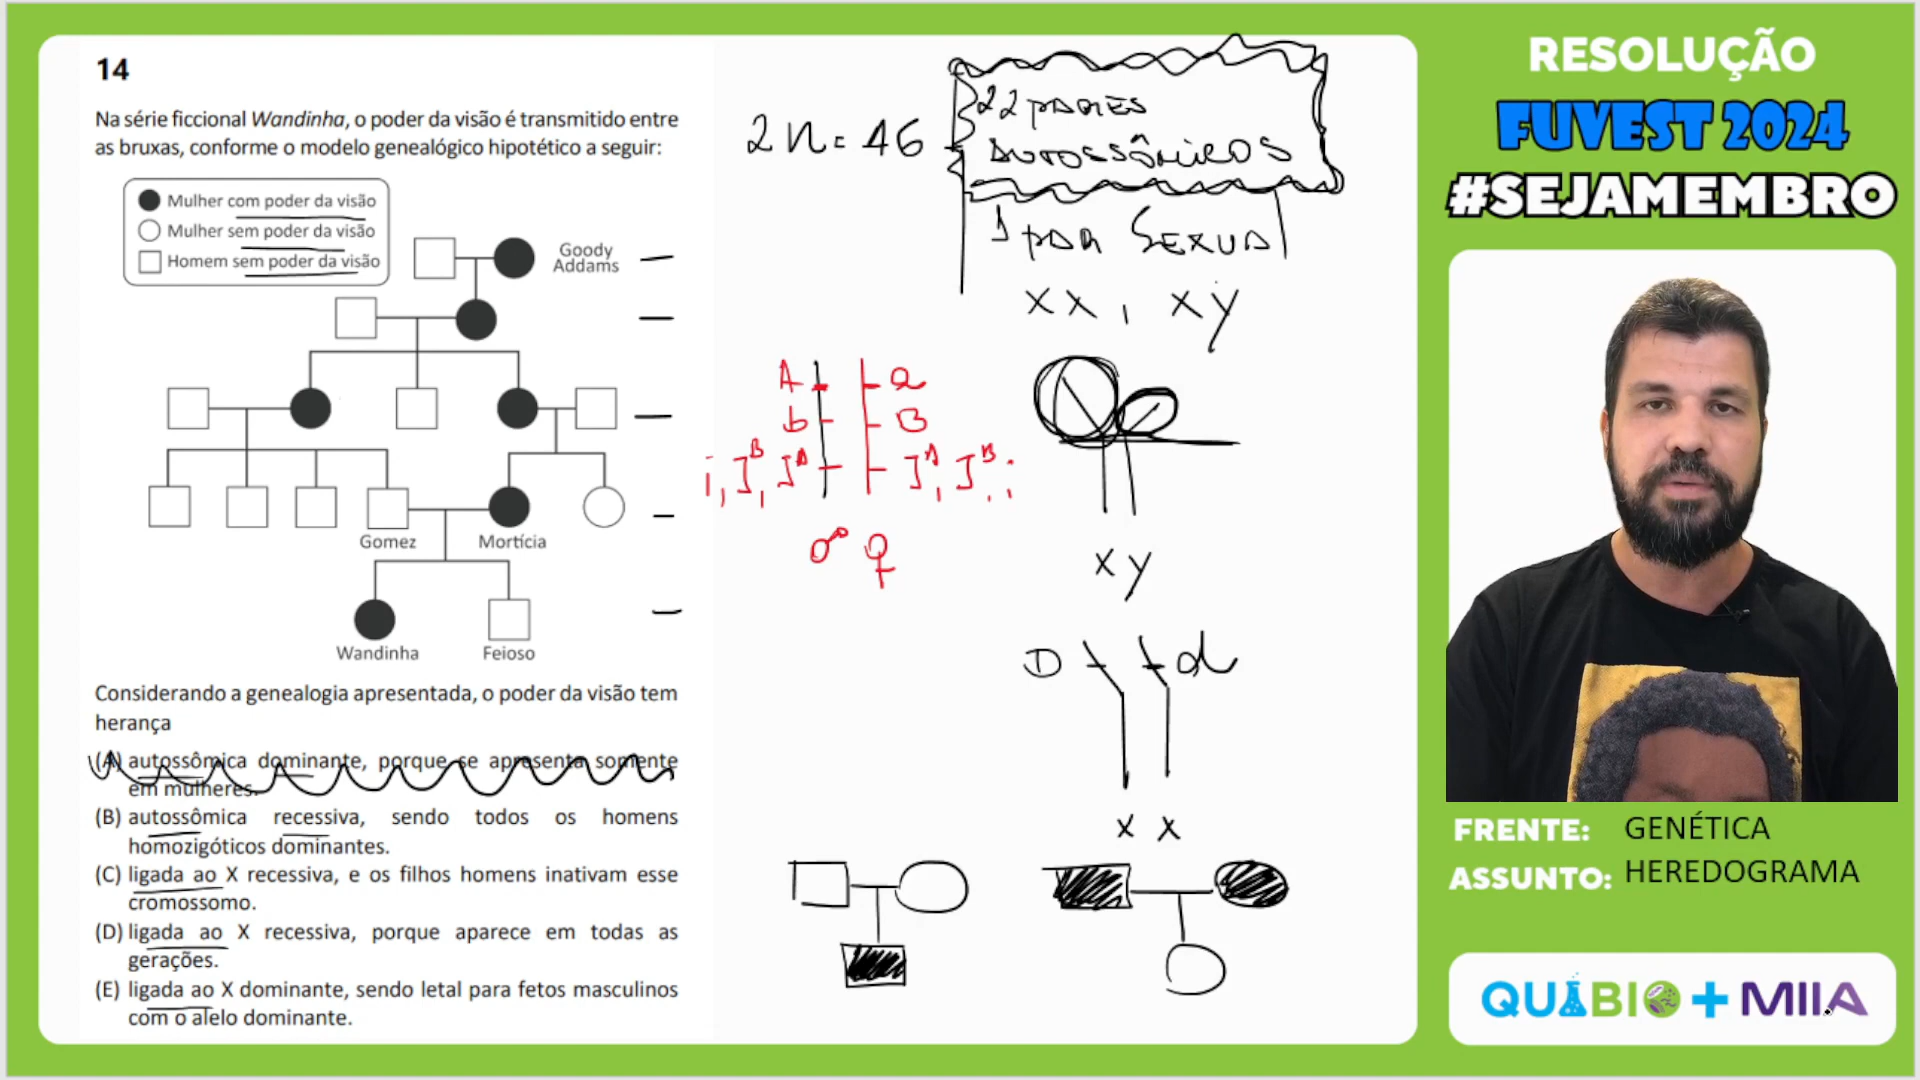 14
Na série ficcional Wandinha, o poder da visão é transmitido entre
as bruxas, conforme o modelo genealógico hipotético a seguir:
Mulher com poder da visão
Mulher sem poder da visão
Homem sem poder da visão
Goody
Addams
Gomez
Mortícia
Wandinha
Feioso
Considerando a genealogia apresentada, o poder da visão tem
herança
(A) autossômica dominante, porque se apresenta somente
em mulheres.
(B) autossômica recessiva, sendo todos os homens
homozigóticos dominantes.
(C) ligada ao X recessiva, e os filhos homens inativam esse
cromossomo.
(D) ligada ao X recessiva, porque aparece em todas as
gerações.
(E) ligada ao X dominante, sendo letal para fetos masculinos
com o alelo dominante.
2n = 46
22 pares
autossômicos
1 par sexual
XX, XY
A a
b B
i, I^B, I^A I^A, I^B, i
♂ ♀
XY
D d
X X
RESOLUÇÃO
FUVEST 2024
#SEJAMEMBRO
FRENTE: GENÉTICA
ASSUNTO: HEREDOGRAMA
QUIBIO + MIIA